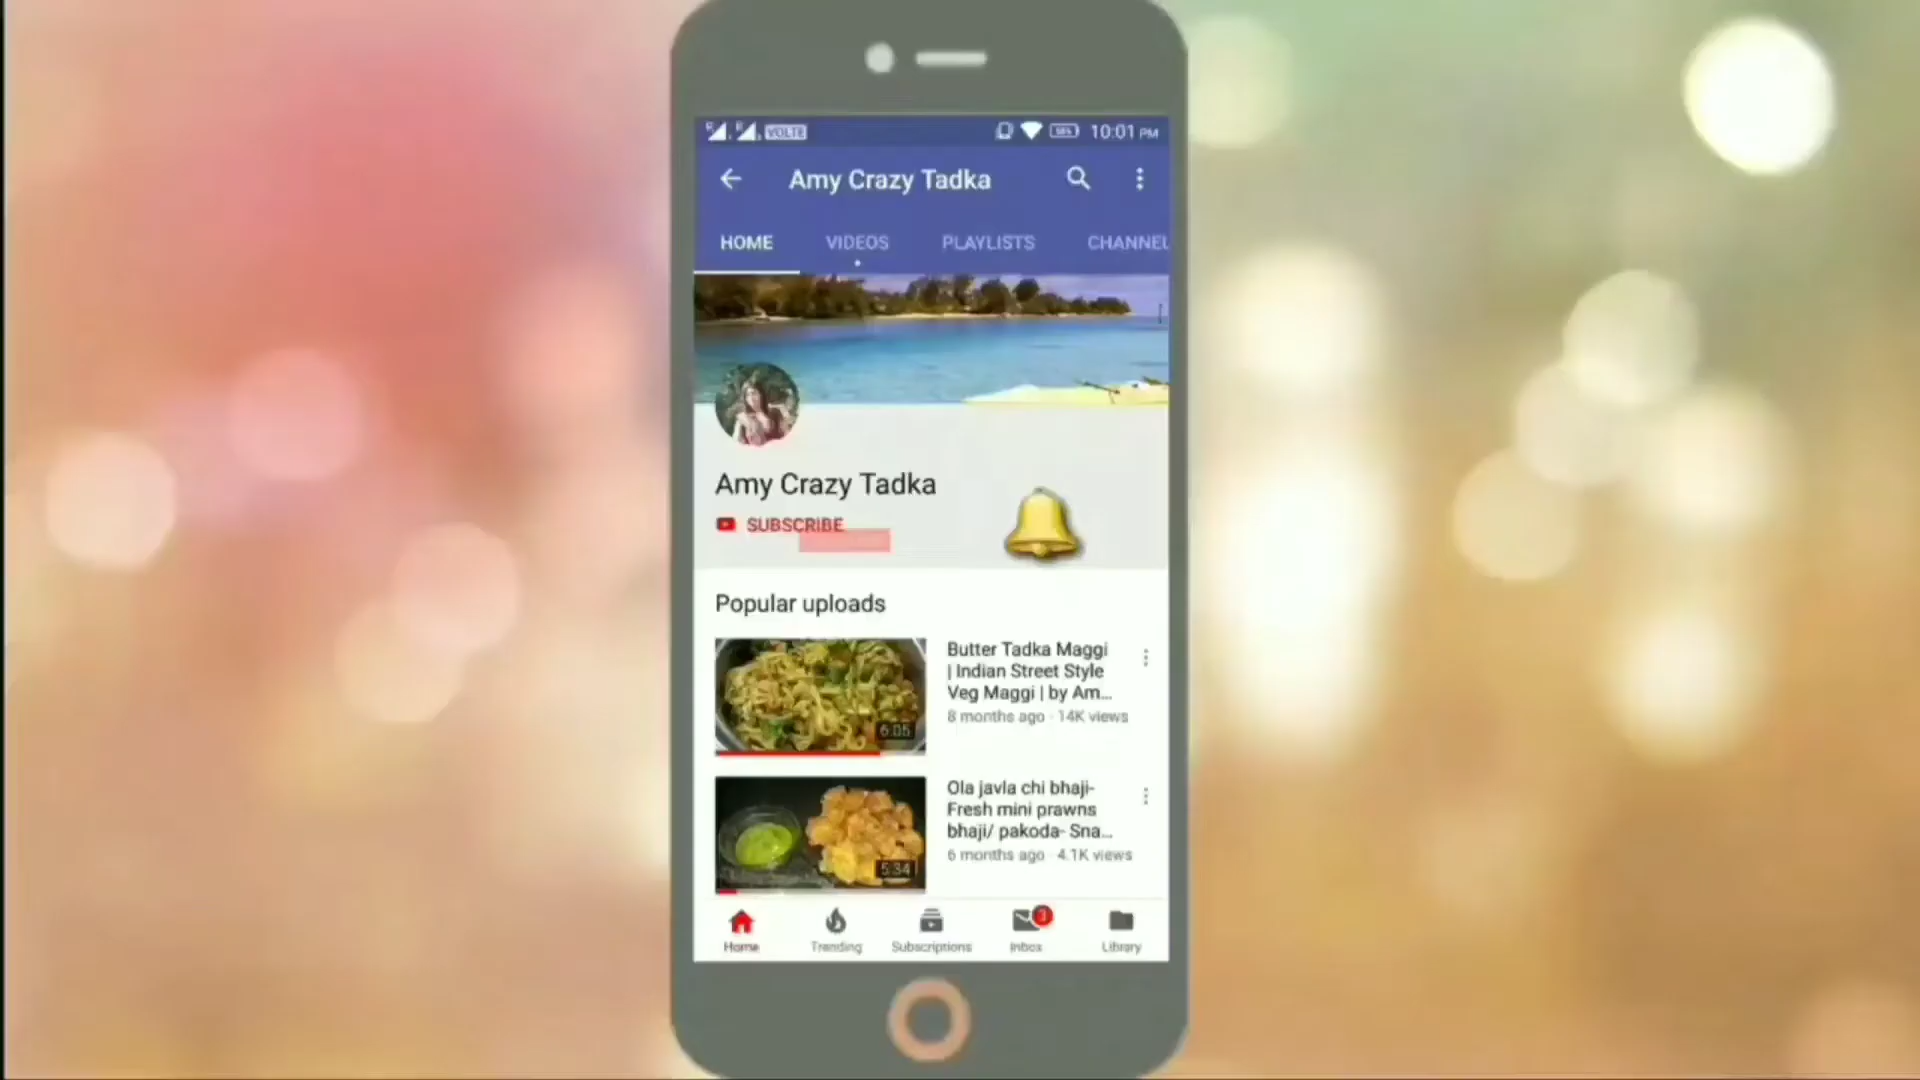 VOLTE 10:01 PM
Amy Crazy Tadka
HOME VIDEOS PLAYLISTS CHANNEL
Amy Crazy Tadka
SUBSCRIBE
Popular uploads
Butter Tadka Maggi
| Indian Street Style
Veg Maggi | by Am...
8 months ago · 14K views
6:05
Ola javla chi bhaji-
Fresh mini prawns
bhaji/ pakoda- Sna...
6 months ago · 4.1K views
5:34
3
Home Trending Subscriptions Inbox Library